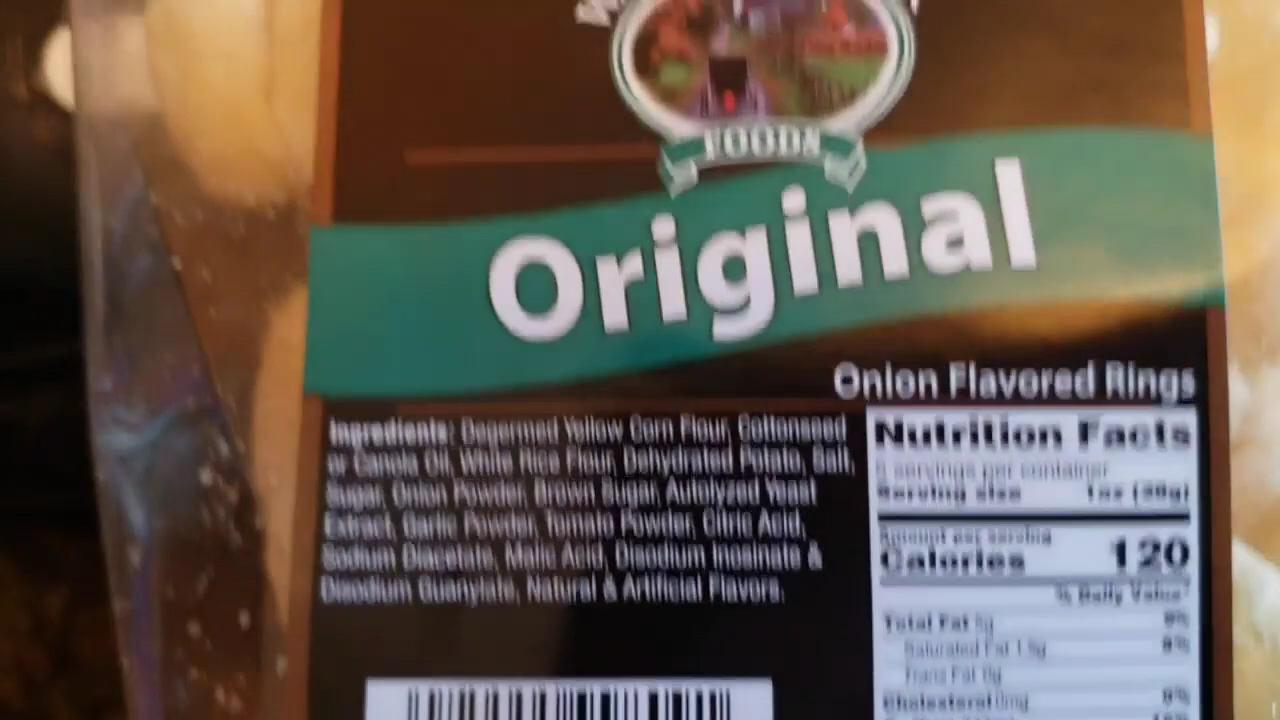 FOODS
Original
Onion Flavored Rings
Ingredients: Degermed Yellow Corn Flour, Cottonseed
or Canola Oil, White Rice Flour, Dehydrated Potato, Salt,
Sugar, Onion Powder, Brown Sugar, Autolyzed Yeast
Extract, Garlic Powder, Tomato Powder, Citric Acid,
Sodium Diacetate, Malic Acid, Disodium Inosinate &
Disodium Guanylate, Natural & Artificial Flavors.
Nutrition Facts
servings per container
Serving size 1oz (28g)
Amount per serving
Calories 120
% Daily Value*
Total Fat
Saturated Fat 1.5g 8%
Trans Fat 0g
Cholesterol 0mg 0%